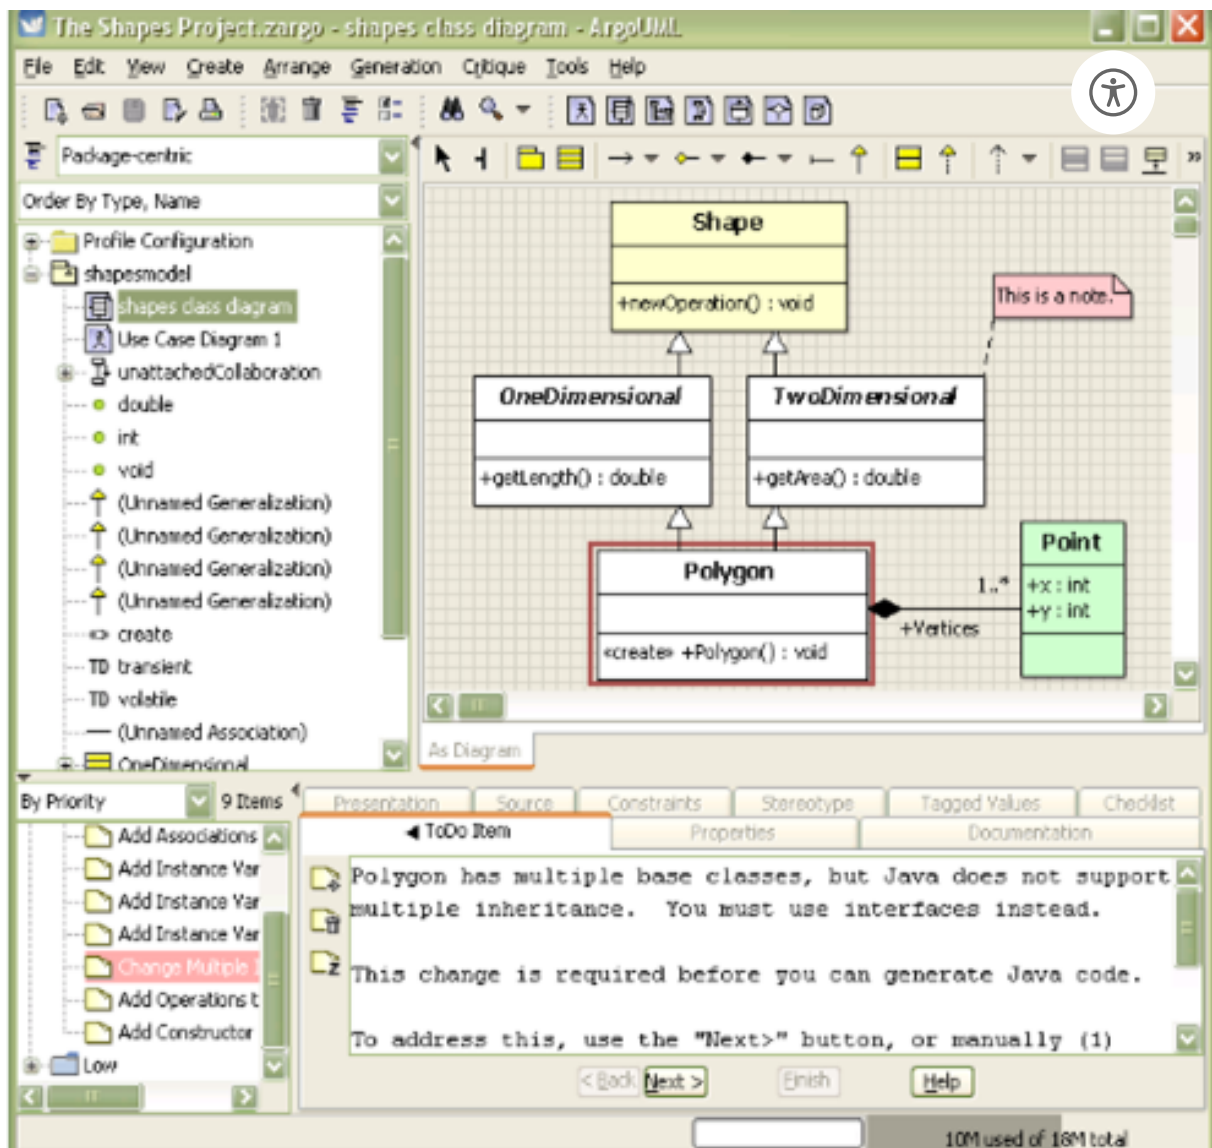 The Shapes Project.zargo - shapes class diagram - ArgoUML
File Edit View Create Arrange Generation Critique Tools Help
Package-centric
Order By Type, Name
Profile Configuration
shapesmodel
shapes class diagram
Use Case Diagram 1
unattachedCollaboration
double
int
void
(Unnamed Generalization)
(Unnamed Generalization)
(Unnamed Generalization)
(Unnamed Generalization)
create
TD transient
TD volatile
(Unnamed Association)
OneDimensional
Shape
+newOperation() : void
This is a note.
OneDimensional
+getLength() : double
TwoDimensional
+getArea() : double
Polygon
«create» +Polygon() : void
1..*
+Vertices
Point
+x : int
+y : int
As Diagram
By Priority
9 Items
Add Associations
Add Instance Var
Add Instance Var
Add Instance Var
Change Multiple I
Add Operations t
Add Constructor
Low
Presentation Source Constraints Stereotype Tagged Values Checklist
ToDo Item Properties Documentation
Polygon has multiple base classes, but Java does not support
multiple inheritance. You must use interfaces instead.
This change is required before you can generate Java code.
To address this, use the "Next>" button, or manually (1)
< Back Next > Finish Help
10M used of 18M total